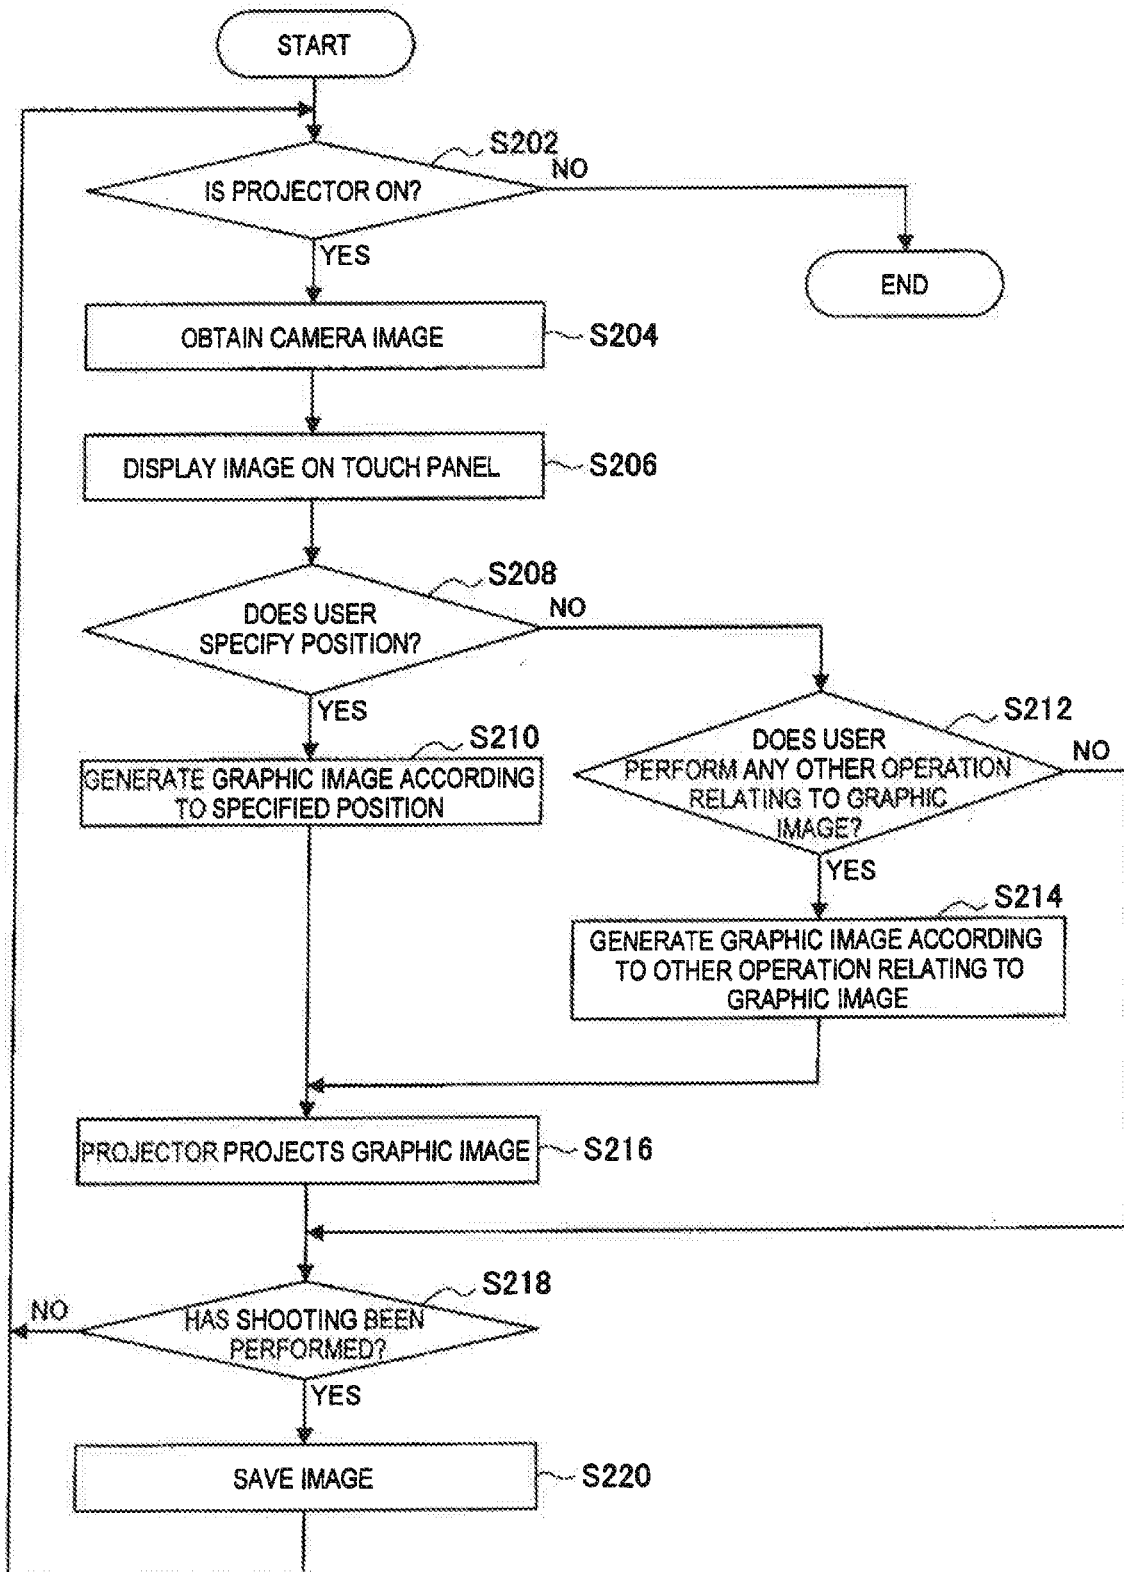 START
S202
IS PROJECTOR ON?
NO
YES
END
OBTAIN CAMERA IMAGE
S204
DISPLAY IMAGE ON TOUCH PANEL
S206
S208
DOES USER
SPECIFY POSITION?
NO
YES
S210
GENERATE GRAPHIC IMAGE ACCORDING
TO SPECIFIED POSITION
S212
DOES USER
PERFORM ANY OTHER OPERATION
RELATING TO GRAPHIC
IMAGE?
NO
YES
S214
GENERATE GRAPHIC IMAGE ACCORDING
TO OTHER OPERATION RELATING TO
GRAPHIC IMAGE
PROJECTOR PROJECTS GRAPHIC IMAGE
S216
S218
HAS SHOOTING BEEN
PERFORMED?
NO
YES
SAVE IMAGE
S220